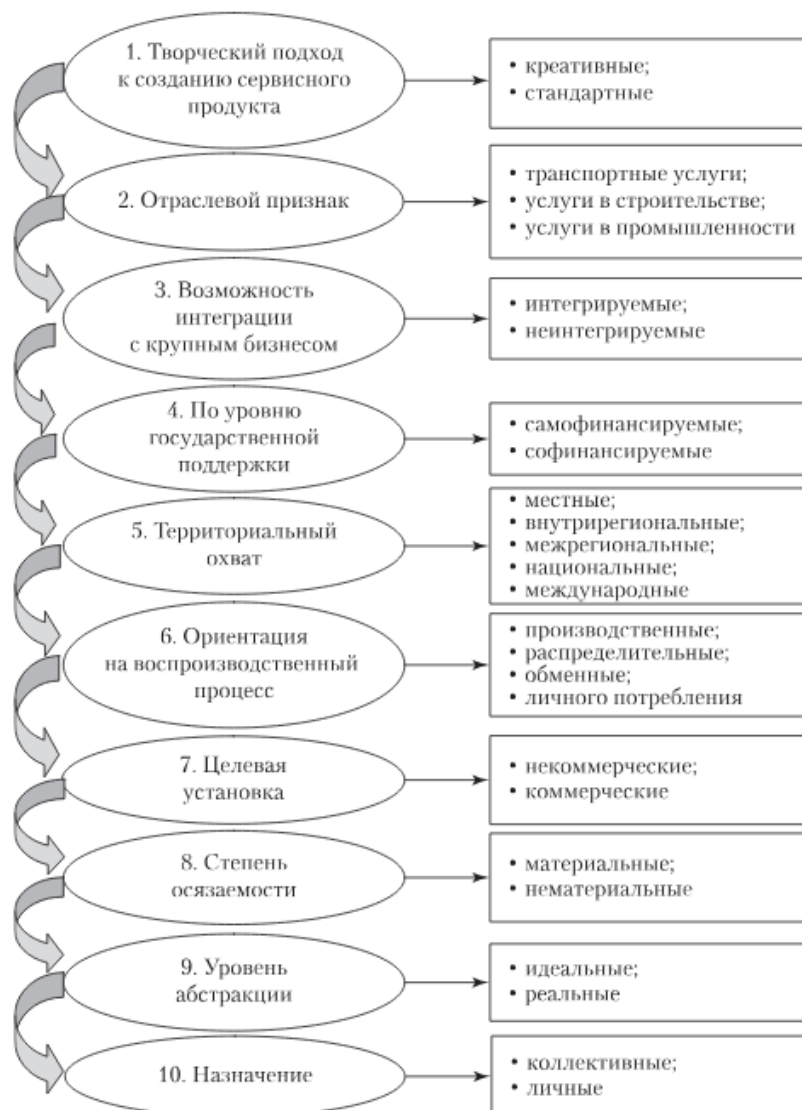 1. Творческий подход
к созданию сервисного
продукта
• креативные;
• стандартные
2. Отраслевой признак
• транспортные услуги;
• услуги в строительстве;
• услуги в промышленности
3. Возможность
интеграции
с крупным бизнесом
• интегрируемые;
• неинтегрируемые
4. По уровню
государственной
поддержки
• самофинансируемые;
• софинансируемые
5. Территориальный
охват
• местные;
• внутрирегиональные;
• межрегиональные;
• национальные;
• международные
6. Ориентация
на воспроизводственный
процесс
• производственные;
• распределительные;
• обменные;
• личного потребления
7. Целевая
установка
• некоммерческие;
• коммерческие
8. Степень
осязаемости
• материальные;
• нематериальные
9. Уровень
абстракции
• идеальные;
• реальные
10. Назначение
• коллективные;
• личные